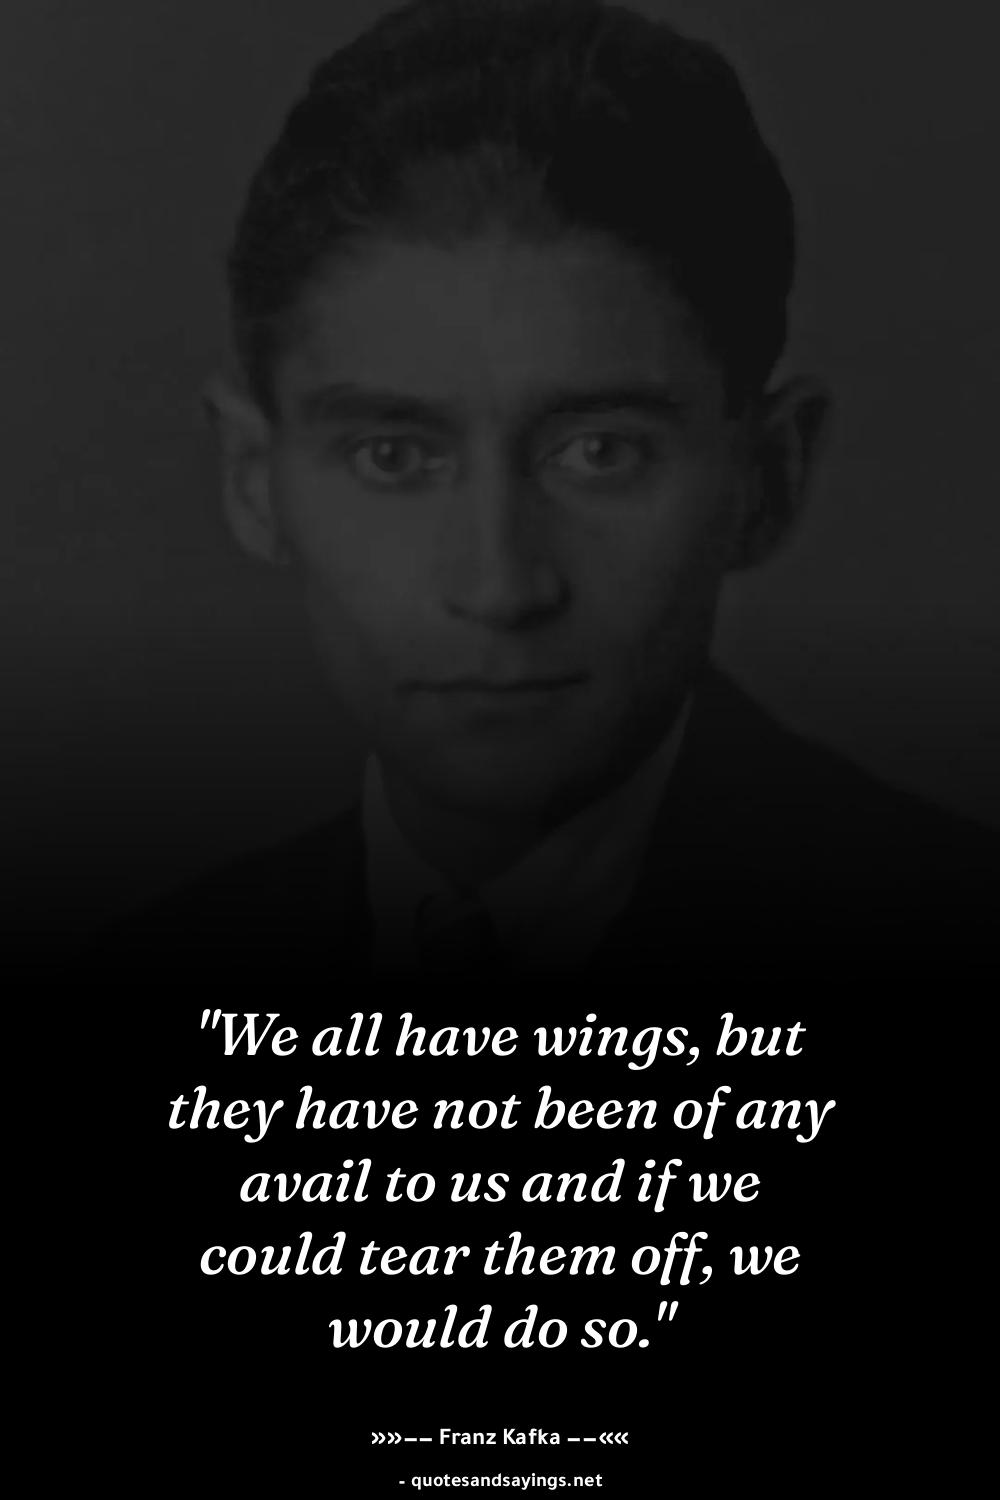 "We all have wings, but
they have not been of any
avail to us and if we
could tear them off, we
would do so."
»»−− Franz Kafka −−««
- quotesandsayings.net